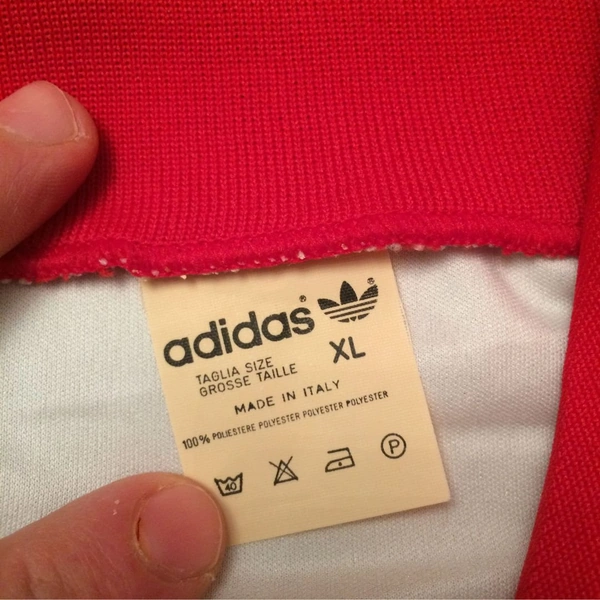 adidas®
®
XL
TAGLIA SIZE
GROSSE TAILLE
MADE IN ITALY
100% POLIESTERE POLYESTER POLYESTER POLYESTER
40
P